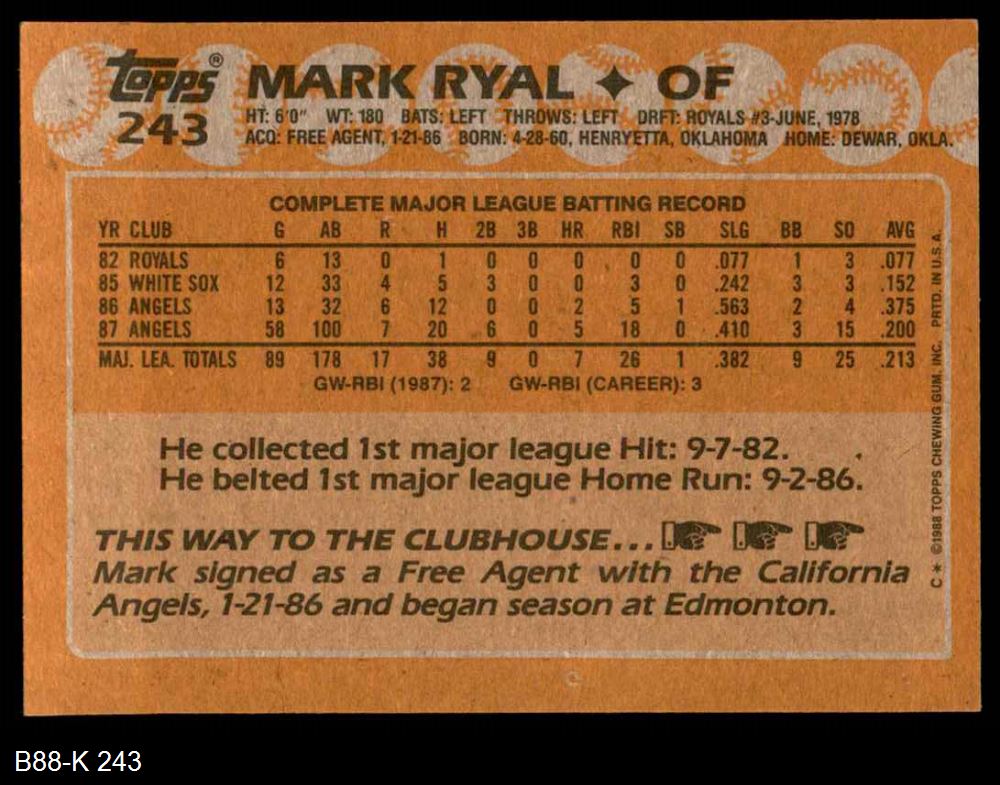 topps® MARK RYAL ✦ OF
243 HT: 6'0" WT: 180 BATS: LEFT THROWS: LEFT DRFT: ROYALS #3-JUNE, 1978
ACQ: FREE AGENT, 1-21-86 BORN: 4-28-60, HENRYETTA, OKLAHOMA HOME: DEWAR, OKLA.
COMPLETE MAJOR LEAGUE BATTING RECORD
YR CLUB G AB R H 2B 3B HR RBI SB SLG BB SO AVG
82 ROYALS 6 13 0 1 0 0 0 0 0 .077 1 3 .077
85 WHITE SOX 12 33 4 5 3 0 0 3 0 .242 3 3 .152
86 ANGELS 13 32 6 12 0 0 2 5 1 .563 2 4 .375
87 ANGELS 58 100 7 20 6 0 5 18 0 .410 3 15 .200
MAJ. LEA. TOTALS 89 178 17 38 9 0 7 26 1 .382 9 25 .213
GW-RBI (1987): 2 GW-RBI (CAREER): 3
He collected 1st major league Hit: 9-7-82.
He belted 1st major league Home Run: 9-2-86.
THIS WAY TO THE CLUBHOUSE...
Mark signed as a Free Agent with the California
Angels, 1-21-86 and began season at Edmonton.
C * ©1988 TOPPS CHEWING GUM, INC. PRTD. IN U.S.A.
B88-K 243